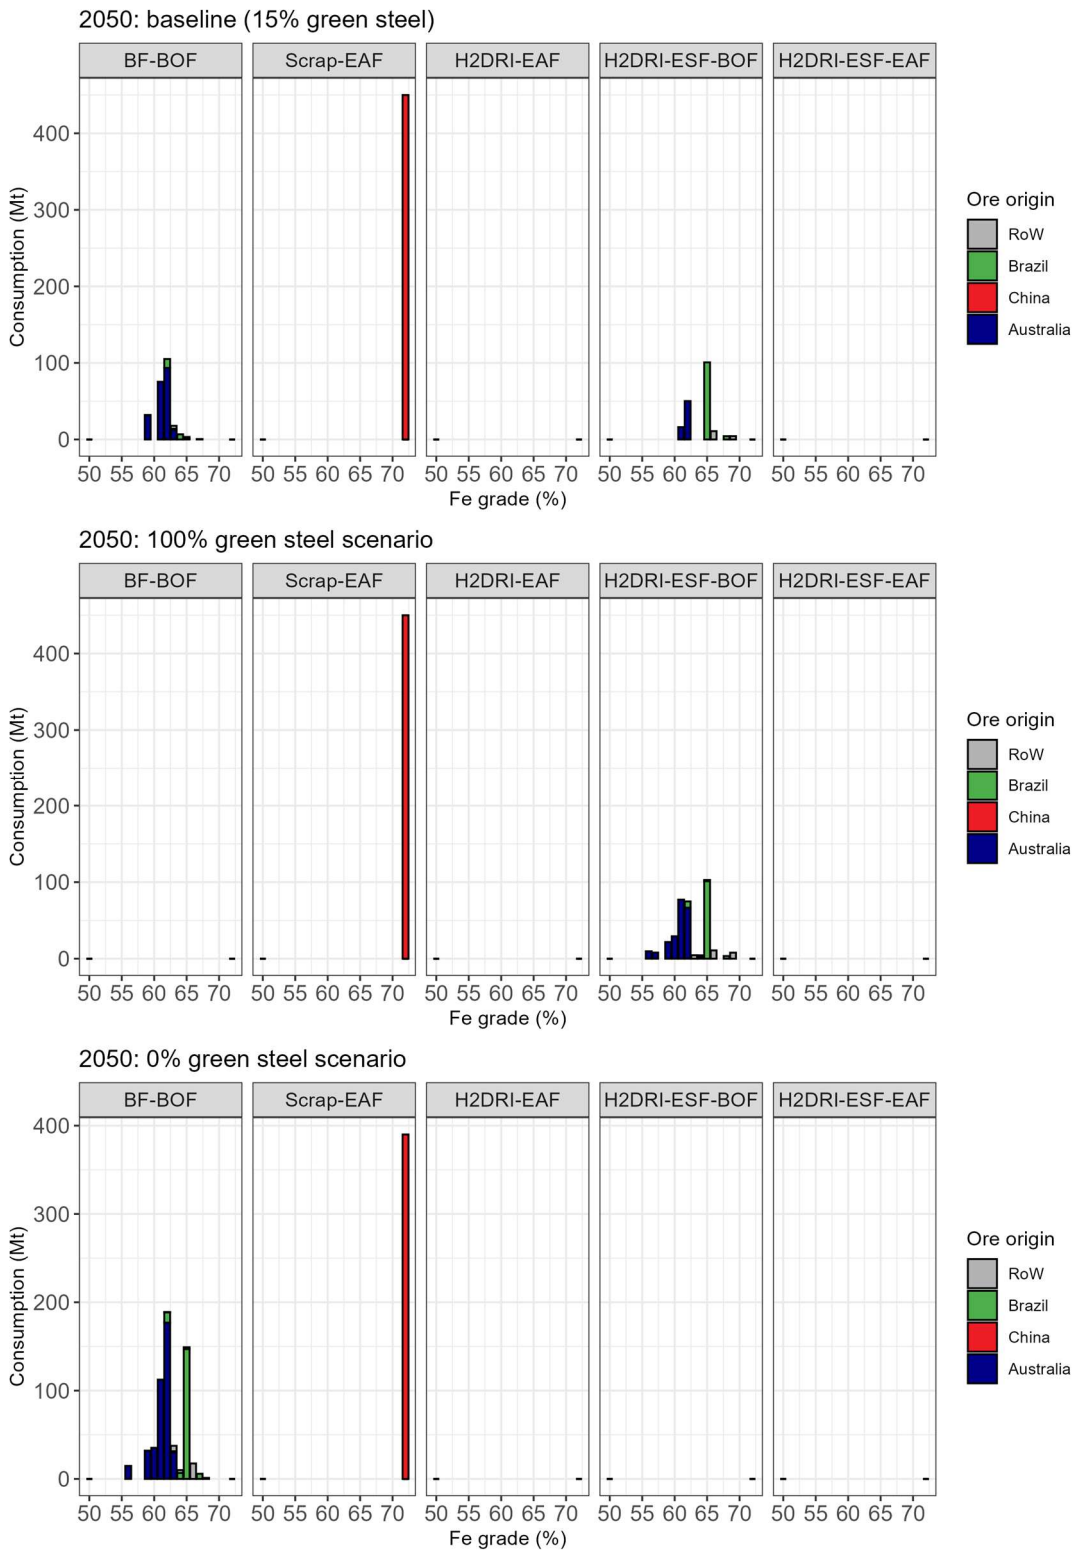 2050: baseline (15% green steel)
BF-BOF Scrap-EAF H2DRI-EAF H2DRI-ESF-BOF H2DRI-ESF-EAF
Consumption (Mt)
400
300
200
100
0
50 55 60 65 70 50 55 60 65 70 50 55 60 65 70 50 55 60 65 70 50 55 60 65 70
Fe grade (%)
Ore origin
RoW
Brazil
China
Australia
2050: 100% green steel scenario
BF-BOF Scrap-EAF H2DRI-EAF H2DRI-ESF-BOF H2DRI-ESF-EAF
Consumption (Mt)
400
300
200
100
0
50 55 60 65 70 50 55 60 65 70 50 55 60 65 70 50 55 60 65 70 50 55 60 65 70
Fe grade (%)
Ore origin
RoW
Brazil
China
Australia
2050: 0% green steel scenario
BF-BOF Scrap-EAF H2DRI-EAF H2DRI-ESF-BOF H2DRI-ESF-EAF
Consumption (Mt)
400
300
200
100
0
50 55 60 65 70 50 55 60 65 70 50 55 60 65 70 50 55 60 65 70 50 55 60 65 70
Fe grade (%)
Ore origin
RoW
Brazil
China
Australia